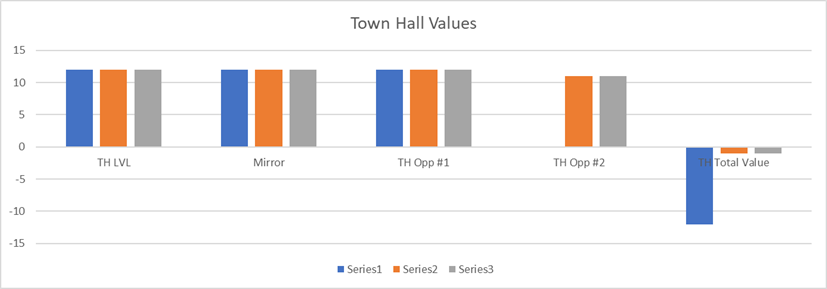 Town Hall Values
15
10
5
0
TH LVL Mirror TH Opp #1 TH Opp #2 TH Total Value
-5
-10
-15
Series1 Series2 Series3